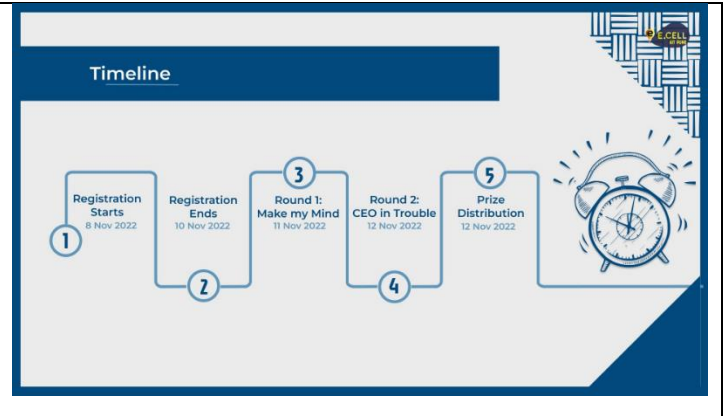 E.CELL
Timeline
1
Registration
Starts
8 Nov 2022
2
Registration
Ends
10 Nov 2022
3
Round 1:
Make my Mind
11 Nov 2022
4
Round 2:
CEO in Trouble
12 Nov 2022
5
Prize
Distribution
12 Nov 2022